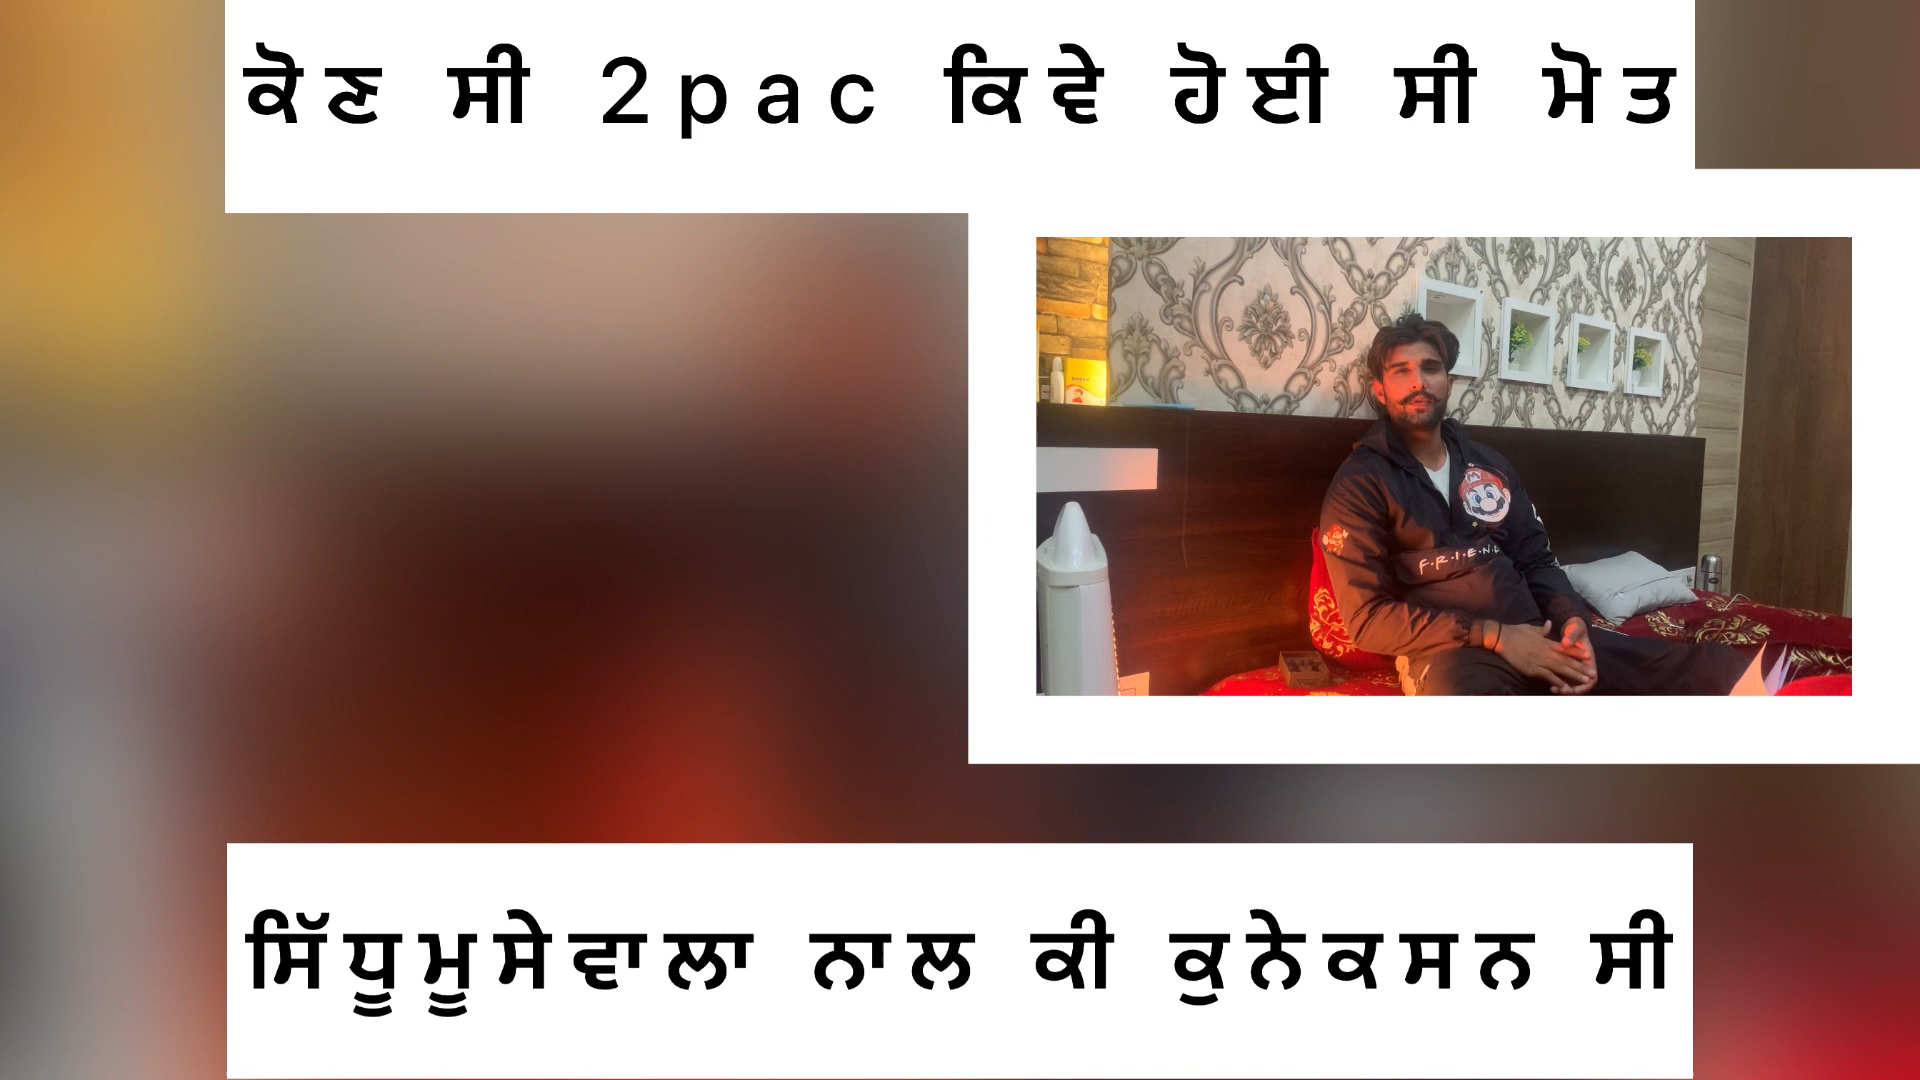 ਕੋਣ ਸੀ 2pac ਕਿਵੇ ਹੋਈ ਸੀ ਮੋਤ
F·R·I·E·N
ਸਿੱਧੂਮੂਸੇਵਾਲਾ ਨਾਲ ਕੀ ਕੁਨੇਕਸਨ ਸੀ